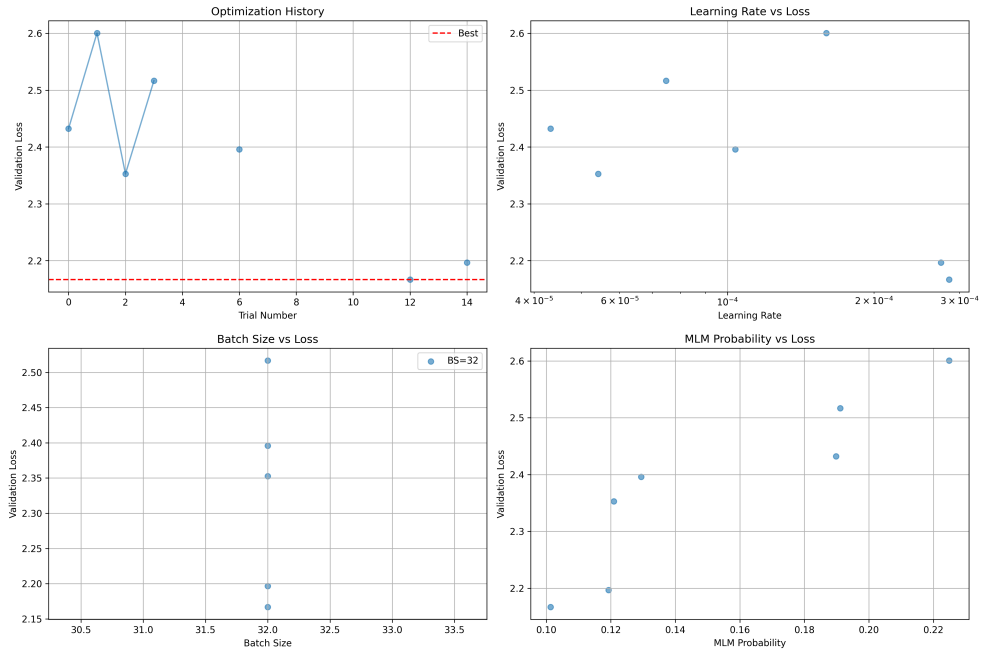 Optimization History
Validation Loss
2.6
2.5
2.4
2.3
2.2
Best
0 2 4 6 8 10 12 14
Trial Number
Learning Rate vs Loss
Validation Loss
2.6
2.5
2.4
2.3
2.2
4 × 10⁻⁵ 6 × 10⁻⁵ 10⁻⁴ 2 × 10⁻⁴ 3 × 10⁻⁴
Learning Rate
Batch Size vs Loss
Validation Loss
2.50
2.45
2.40
2.35
2.30
2.25
2.20
2.15
BS=32
30.5 31.0 31.5 32.0 32.5 33.0 33.5
Batch Size
MLM Probability vs Loss
Validation Loss
2.6
2.5
2.4
2.3
2.2
0.10 0.12 0.14 0.16 0.18 0.20 0.22
MLM Probability